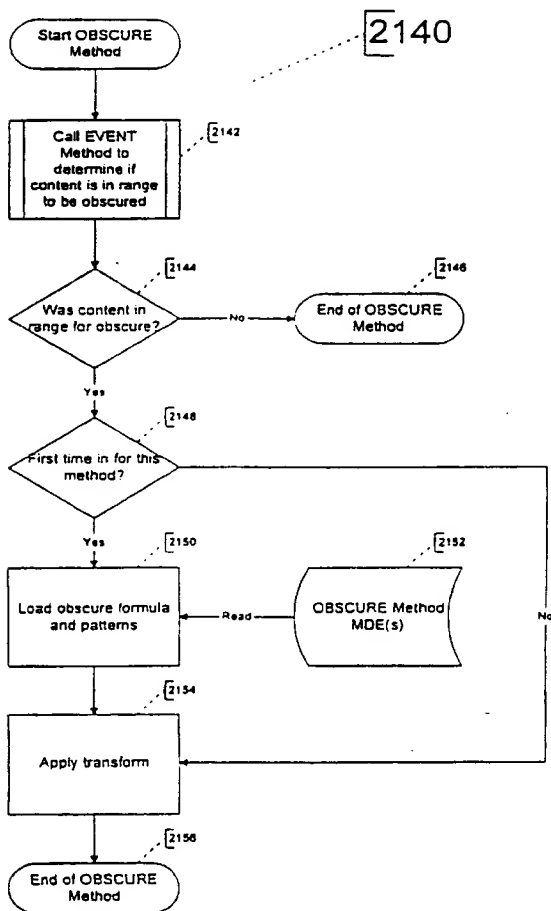 2140
Start OBSCURE
Method
2142
Call EVENT
Method to
determine if
content is in range
to be obscured
2144
Was content in
range for obscure?
No
2146
End of OBSCURE
Method
Yes
2148
First time in for this
method?
Yes
No
2150
Load obscure formula
and patterns
Read
2152
OBSCURE Method
MDE(s)
2154
Apply transform
2156
End of OBSCURE
Method